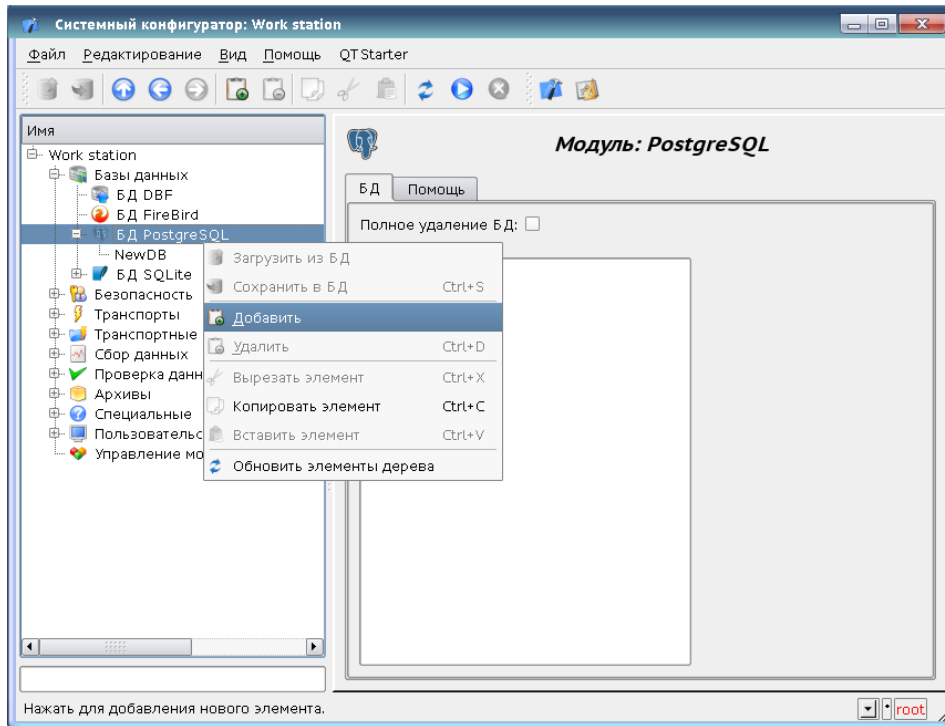 Системный конфигуратор: Work station
Файл Редактирование Вид Помощь QTStarter
Имя
Work station
Базы данных
БД DBF
БД FireBird
БД PostgreSQL
NewDB
БД SQLite
Безопасность
Транспорты
Транспортные
Сбор данных
Проверка данн
Архивы
Специальные
Пользовательс
Управление мо
Загрузить из БД
Сохранить в БД Ctrl+S
Добавить
Удалить Ctrl+D
Вырезать элемент Ctrl+X
Копировать элемент Ctrl+C
Вставить элемент Ctrl+V
Обновить элементы дерева
Модуль: PostgreSQL
БД Помощь
Полное удаление БД:
Нажать для добавления нового элемента.
* root